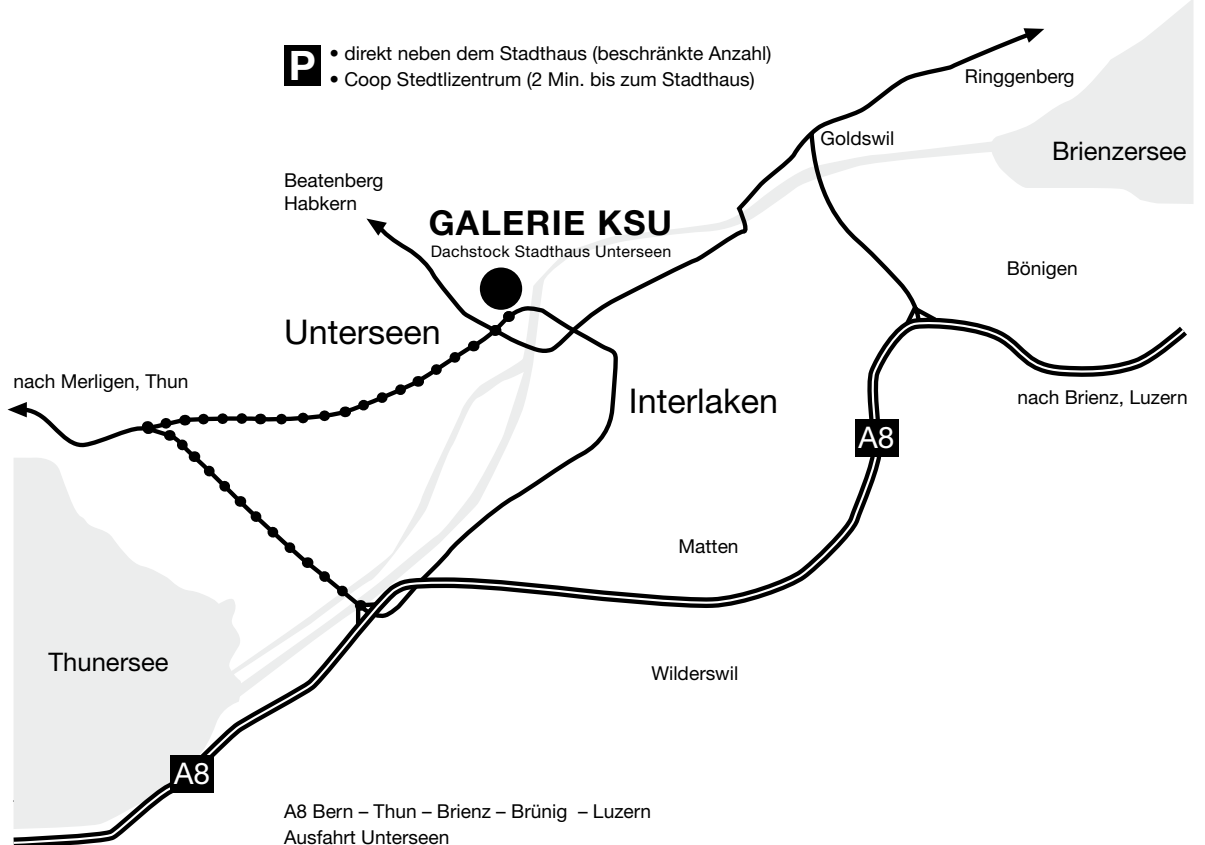 P • direkt neben dem Stadthaus (beschränkte Anzahl)
• Coop Stedtlizentrum (2 Min. bis zum Stadthaus)
Ringgenberg
Goldswil
Brienzersee
Beatenberg
Habkern
GALERIE KSU
Dachstock Stadthaus Unterseen
Bönigen
Unterseen
nach Merligen, Thun
Interlaken
nach Brienz, Luzern
A8
Matten
Thunersee
Wilderswil
A8
A8 Bern – Thun – Brienz – Brünig – Luzern
Ausfahrt Unterseen